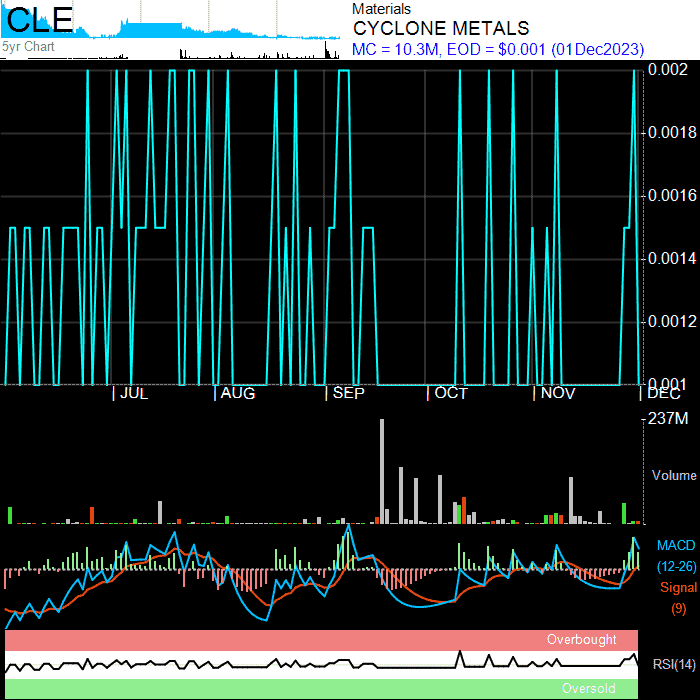 CLE
5yr Chart
Materials
CYCLONE METALS
MC = 10.3M, EOD = $0.001 (01Dec2023)
0.002
0.0018
0.0016
0.0014
0.0012
0.001
JUL AUG SEP OCT NOV DEC
237M
Volume
MACD
(12-26)
Signal
(9)
Overbought
RSI(14)
Oversold